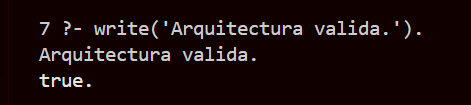 7 ?- write('Arquitectura valida.').
Arquitectura valida.
true.